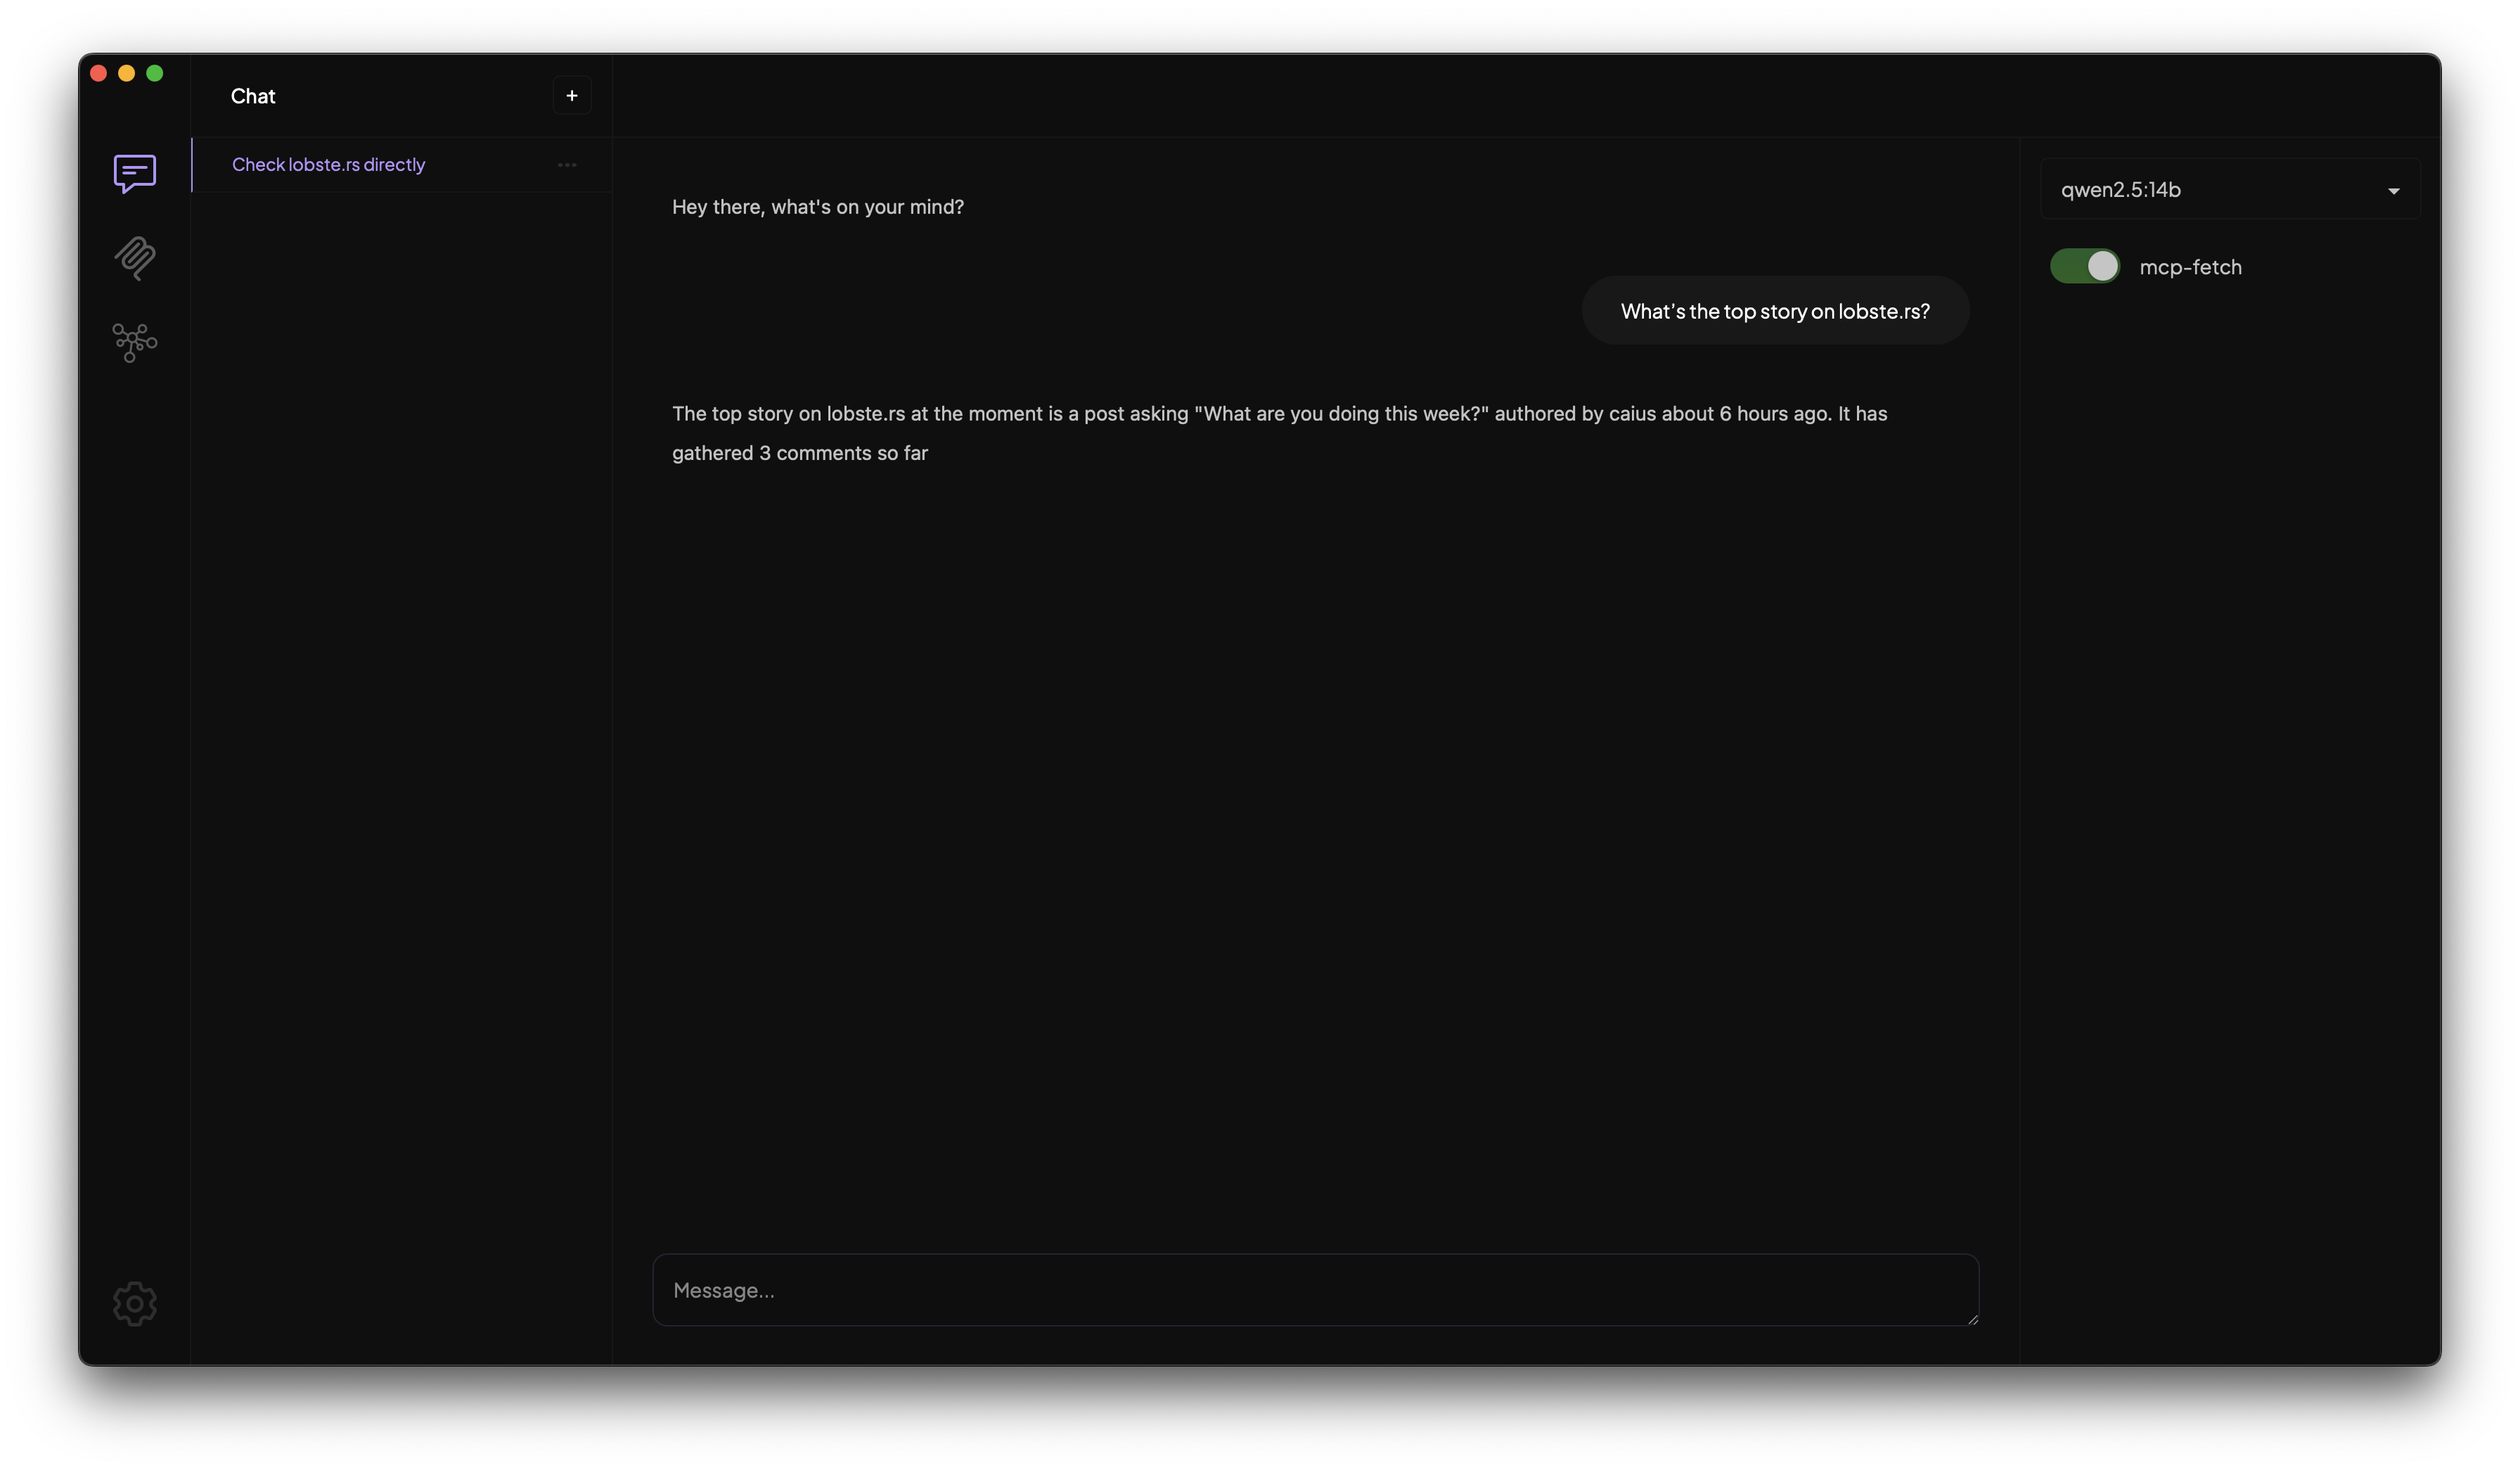 Chat
+
Check lobste.rs directly
Hey there, what's on your mind?
What's the top story on lobste.rs?
The top story on lobste.rs at the moment is a post asking "What are you doing this week?" authored by caius about 6 hours ago. It has
gathered 3 comments so far
Message...
qwen2.5:14b
mcp-fetch